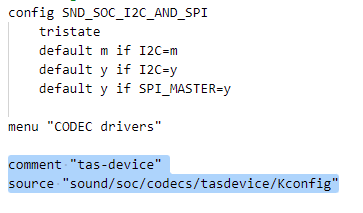 config SND_SOC_I2C_AND_SPI
tristate
default m if I2C=m
default y if I2C=y
default y if SPI_MASTER=y
menu "CODEC drivers"
comment "tas-device"
source "sound/soc/codecs/tasdevice/Kconfig"